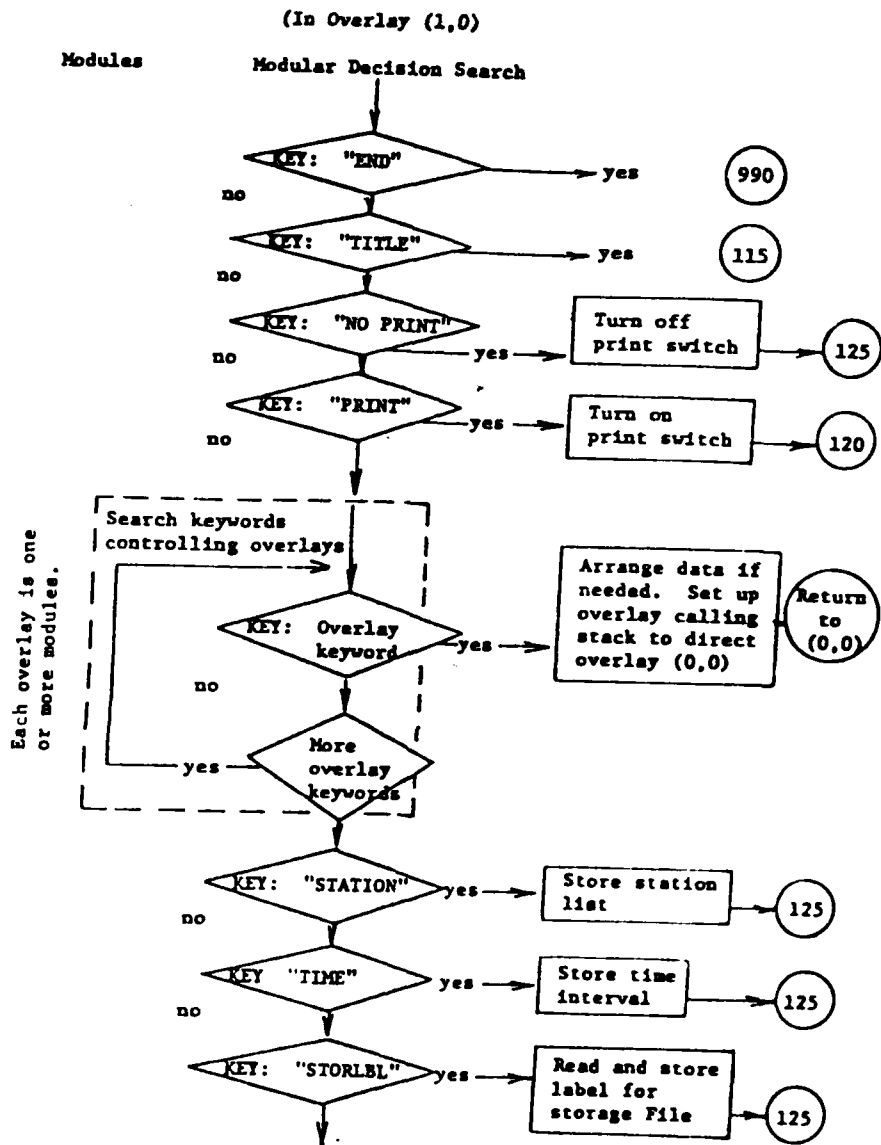 (In Overlay (1,0)
Modules
Modular Decision Search
KEY: "END"
yes
990
no
KEY: "TITLE"
yes
115
no
KEY: "NO PRINT"
yes
Turn off
print switch
125
no
KEY: "PRINT"
yes
Turn on
print switch
120
no
Each overlay is one
or more modules.
Search keywords
controlling overlays
KEY: Overlay
keyword
yes
Arrange data if
needed. Set up
overlay calling
stack to direct
overlay (0,0)
Return
to
(0,0)
no
More
overlay
keywords
yes
KEY: "STATION"
yes
Store station
list
125
no
KEY "TIME"
yes
Store time
interval
125
no
KEY: "STORLBL"
yes
Read and store
label for
storage File
125